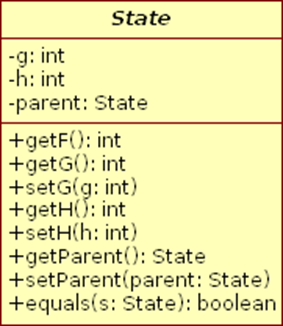 State
-g: int
-h: int
-parent: State
+getF(): int
+getG(): int
+setG(g: int)
+getH(): int
+setH(h: int)
+getParent(): State
+setParent(parent: State)
+equals(s: State): boolean